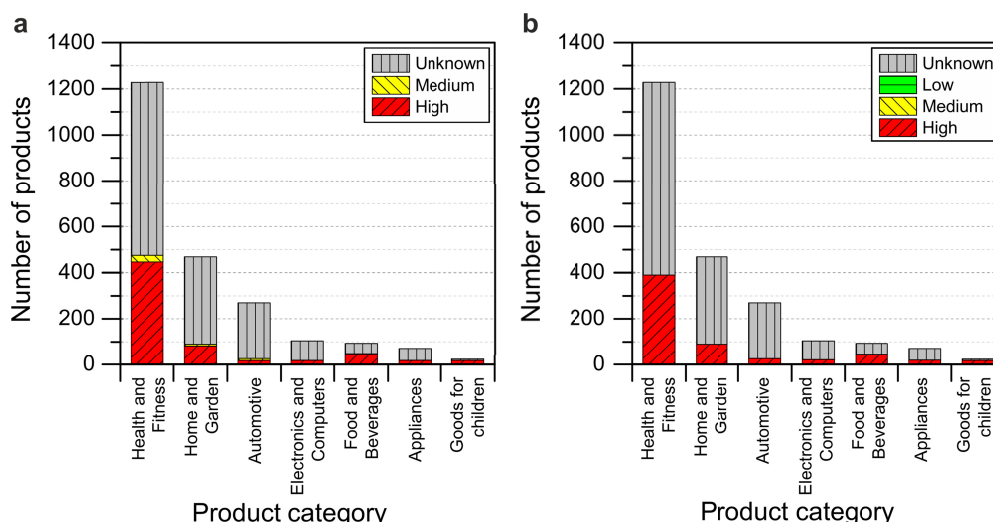 a
1400
1200
1000
800
600
400
200
0
Number of products
Unknown
Medium
High
Health and
Fitness
Home and
Garden
Automotive
Electronics and
Computers
Food and
Beverages
Appliances
Goods for
children
Product category
b
1400
1200
1000
800
600
400
200
0
Number of products
Unknown
Low
Medium
High
Health and
Fitness
Home and
Garden
Automotive
Electronics and
Computers
Food and
Beverages
Appliances
Goods for
children
Product category